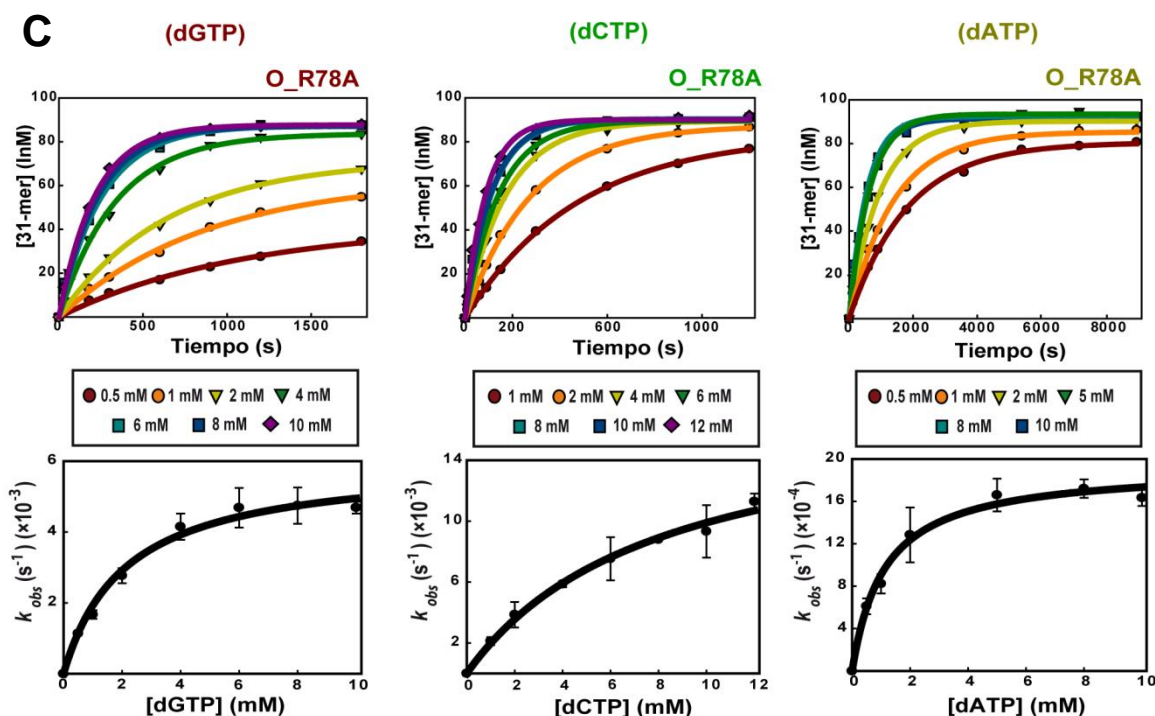 C
(dGTP) (dCTP) (dATP)
O_R78A O_R78A O_R78A
[31-mer] (lnM)
100
80
60
40
20
0 600 1000 1500
Tiempo (s)
[31-mer] (lnM)
100
80
60
40
20
0 200 600 1000
Tiempo (s)
[31-mer] (lnM)
100
80
60
40
20
0 2000 4000 6000 8000
Tiempo (s)
0.5 mM 1 mM 2 mM 4 mM
6 mM 8 mM 10 mM
1 mM 2 mM 4 mM 6 mM
8 mM 10 mM 12 mM
0.5 mM 1 mM 2 mM 5 mM
8 mM 10 mM
k obs (s⁻¹) (×10⁻³)
6
4
2
0
0 2 4 6 8 10
[dGTP] (mM)
k obs (s⁻¹) (×10⁻³)
14
10
6
2
0
0 2 4 6 8 10 12
[dCTP] (mM)
k obs (s⁻¹) (×10⁻⁴)
20
16
12
8
4
0
0 2 4 6 8 10
[dATP] (mM)